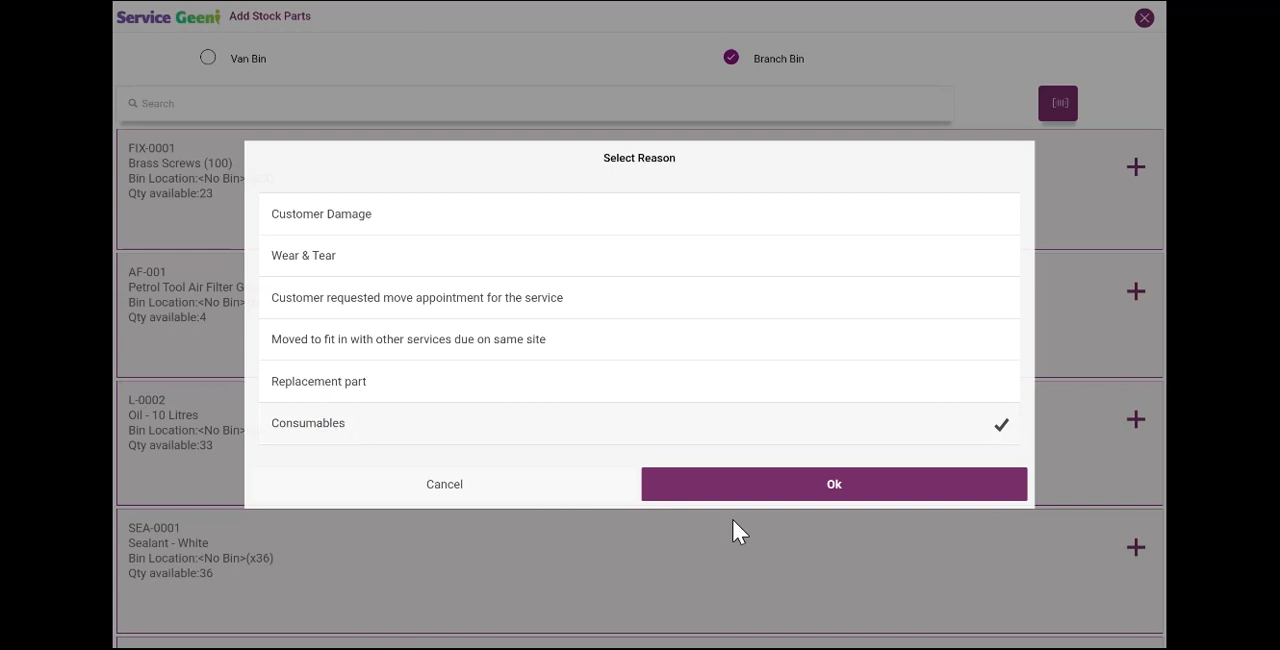 Service Geeni Add Stock Parts
Van Bin
Branch Bin
Search
FIX-0001
Brass Screws (100)
Bin Location:<No Bin>
Qty available:23
AF-001
Petrol Tool Air Filter G
Bin Location:<No Bin>
Qty available:4
L-0002
Oil - 10 Litres
Bin Location:<No Bin>
Qty available:33
SEA-0001
Sealant - White
Bin Location:<No Bin>(x36)
Qty available:36
Select Reason
Customer Damage
Wear & Tear
Customer requested move appointment for the service
Moved to fit in with other services due on same site
Replacement part
Consumables
Cancel
Ok